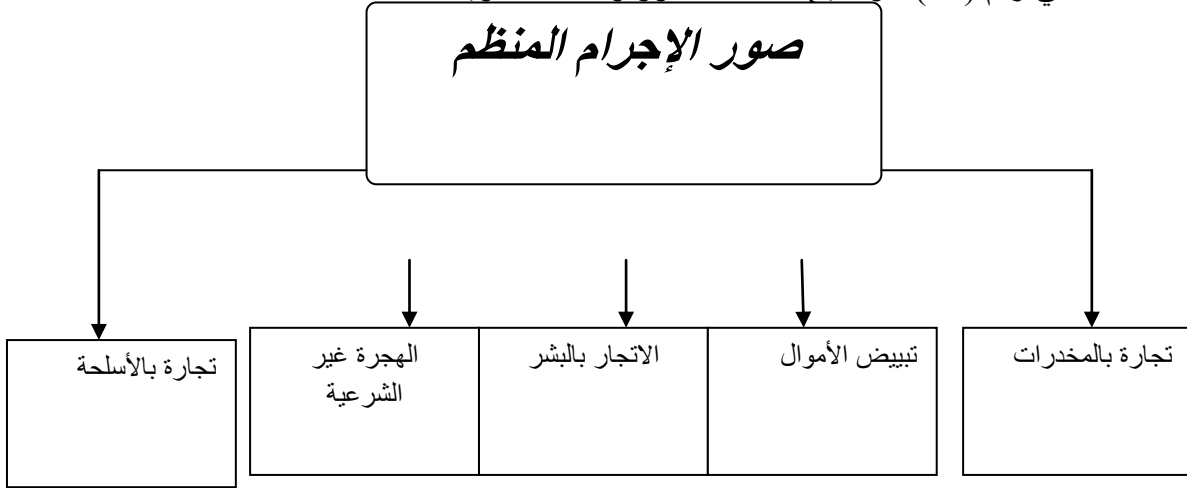 صور الإجرام المنظم
تجارة بالمخدرات
تبييض الأموال
الاتجار بالبشر
الهجرة غير
الشرعية
تجارة بالأسلحة